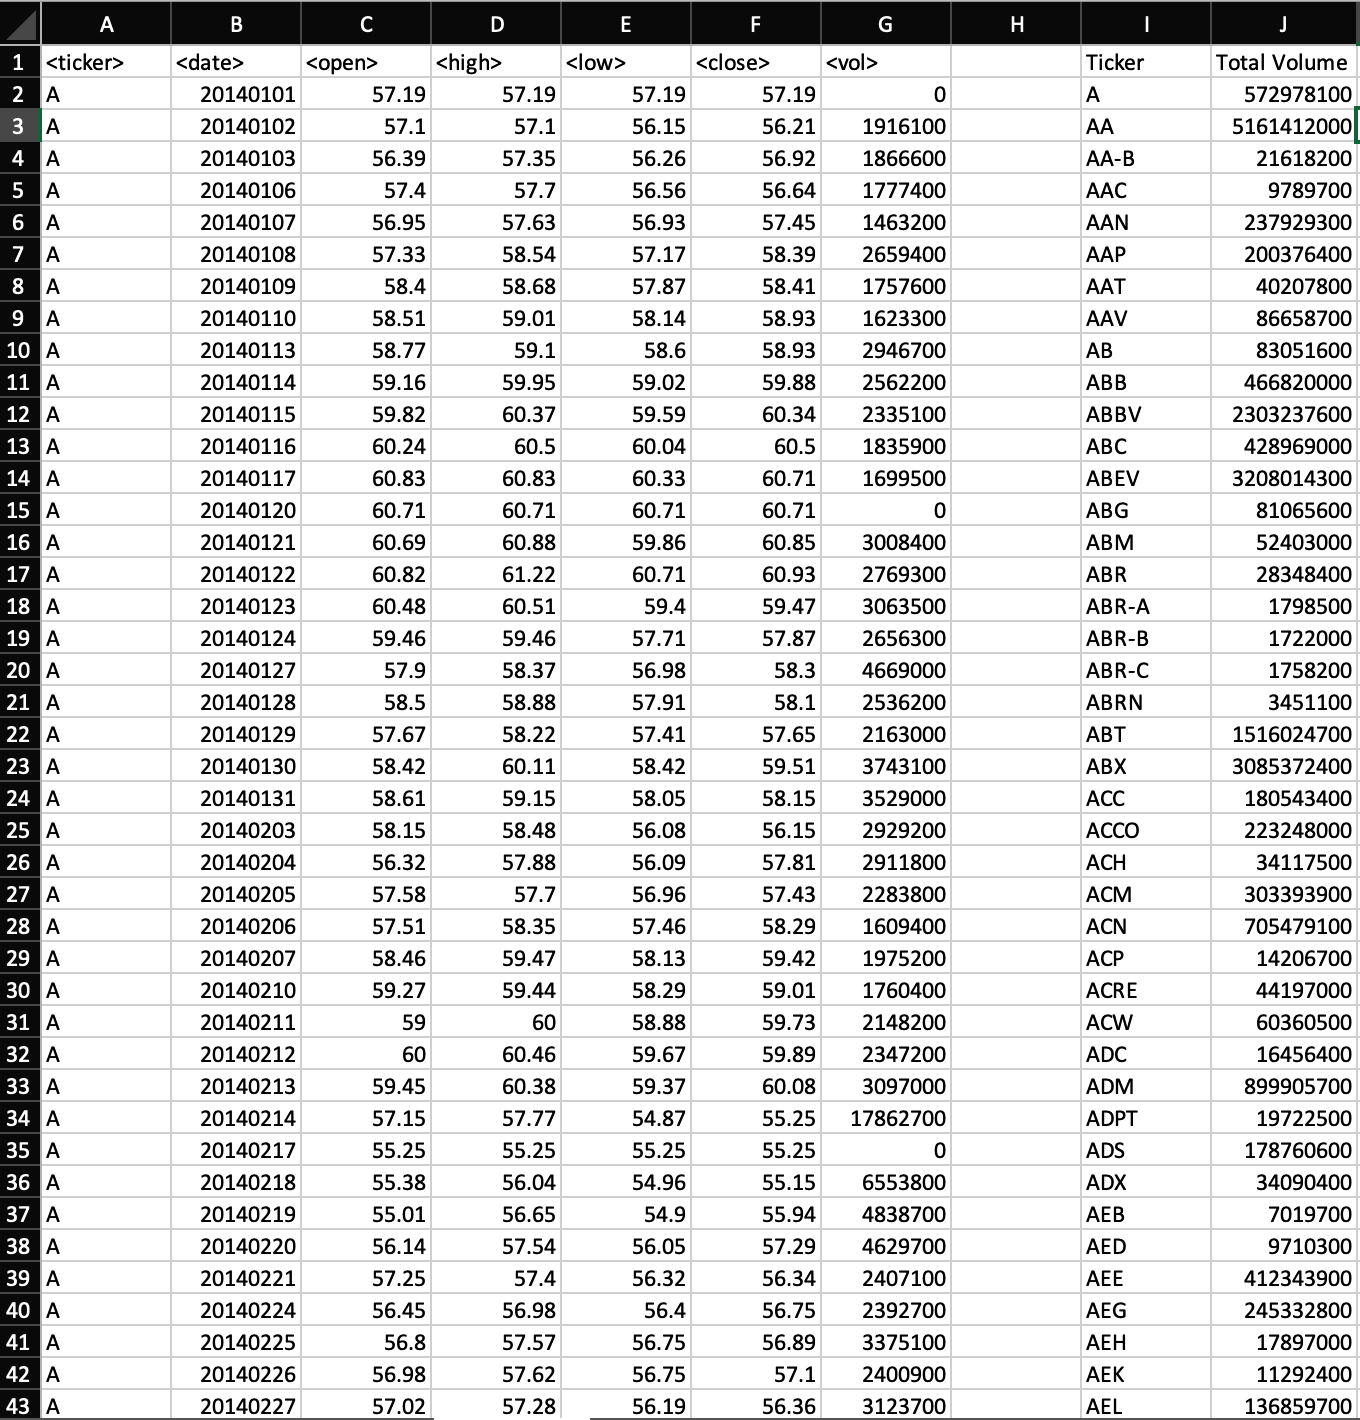 A B C D E F G H I J
1 <ticker> <date> <open> <high> <low> <close> <vol> Ticker Total Volume
2 A 20140101 57.19 57.19 57.19 57.19 0 A 572978100
3 A 20140102 57.1 57.1 56.15 56.21 1916100 AA 5161412000
4 A 20140103 56.39 57.35 56.26 56.92 1866600 AA-B 21618200
5 A 20140106 57.4 57.7 56.56 56.64 1777400 AAC 9789700
6 A 20140107 56.95 57.63 56.93 57.45 1463200 AAN 237929300
7 A 20140108 57.33 58.54 57.17 58.39 2659400 AAP 200376400
8 A 20140109 58.4 58.68 57.87 58.41 1757600 AAT 40207800
9 A 20140110 58.51 59.01 58.14 58.93 1623300 AAV 86658700
10 A 20140113 58.77 59.1 58.6 58.93 2946700 AB 83051600
11 A 20140114 59.16 59.95 59.02 59.88 2562200 ABB 466820000
12 A 20140115 59.82 60.37 59.59 60.34 2335100 ABBV 2303237600
13 A 20140116 60.24 60.5 60.04 60.5 1835900 ABC 428969000
14 A 20140117 60.83 60.83 60.33 60.71 1699500 ABEV 3208014300
15 A 20140120 60.71 60.71 60.71 60.71 0 ABG 81065600
16 A 20140121 60.69 60.88 59.86 60.85 3008400 ABM 52403000
17 A 20140122 60.82 61.22 60.71 60.93 2769300 ABR 28348400
18 A 20140123 60.48 60.51 59.4 59.47 3063500 ABR-A 1798500
19 A 20140124 59.46 59.46 57.71 57.87 2656300 ABR-B 1722000
20 A 20140127 57.9 58.37 56.98 58.3 4669000 ABR-C 1758200
21 A 20140128 58.5 58.88 57.91 58.1 2536200 ABRN 3451100
22 A 20140129 57.67 58.22 57.41 57.65 2163000 ABT 1516024700
23 A 20140130 58.42 60.11 58.42 59.51 3743100 ABX 3085372400
24 A 20140131 58.61 59.15 58.05 58.15 3529000 ACC 180543400
25 A 20140203 58.15 58.48 56.08 56.15 2929200 ACCO 223248000
26 A 20140204 56.32 57.88 56.09 57.81 2911800 ACH 34117500
27 A 20140205 57.58 57.7 56.96 57.43 2283800 ACM 303393900
28 A 20140206 57.51 58.35 57.46 58.29 1609400 ACN 705479100
29 A 20140207 58.46 59.47 58.13 59.42 1975200 ACP 14206700
30 A 20140210 59.27 59.44 58.29 59.01 1760400 ACRE 44197000
31 A 20140211 59 60 58.88 59.73 2148200 ACW 60360500
32 A 20140212 60 60.46 59.67 59.89 2347200 ADC 16456400
33 A 20140213 59.45 60.38 59.37 60.08 3097000 ADM 899905700
34 A 20140214 57.15 57.77 54.87 55.25 17862700 ADPT 19722500
35 A 20140217 55.25 55.25 55.25 55.25 0 ADS 178760600
36 A 20140218 55.38 56.04 54.96 55.15 6553800 ADX 34090400
37 A 20140219 55.01 56.65 54.9 55.94 4838700 AEB 7019700
38 A 20140220 56.14 57.54 56.05 57.29 4629700 AED 9710300
39 A 20140221 57.25 57.4 56.32 56.34 2407100 AEE 412343900
40 A 20140224 56.45 56.98 56.4 56.75 2392700 AEG 245332800
41 A 20140225 56.8 57.57 56.75 56.89 3375100 AEH 17897000
42 A 20140226 56.98 57.62 56.75 57.1 2400900 AEK 11292400
43 A 20140227 57.02 57.28 56.19 56.36 3123700 AEL 136859700